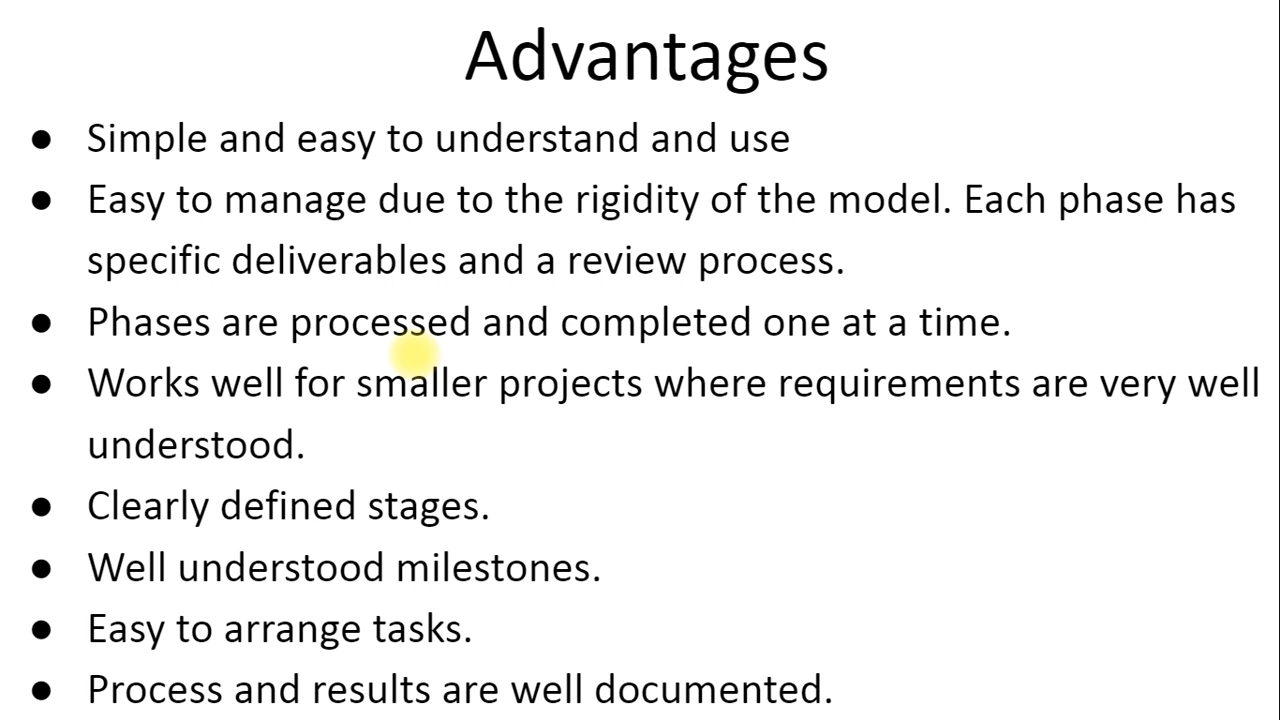 Advantages
● Simple and easy to understand and use
● Easy to manage due to the rigidity of the model. Each phase has
specific deliverables and a review process.
● Phases are processed and completed one at a time.
● Works well for smaller projects where requirements are very well
understood.
● Clearly defined stages.
● Well understood milestones.
● Easy to arrange tasks.
● Process and results are well documented.